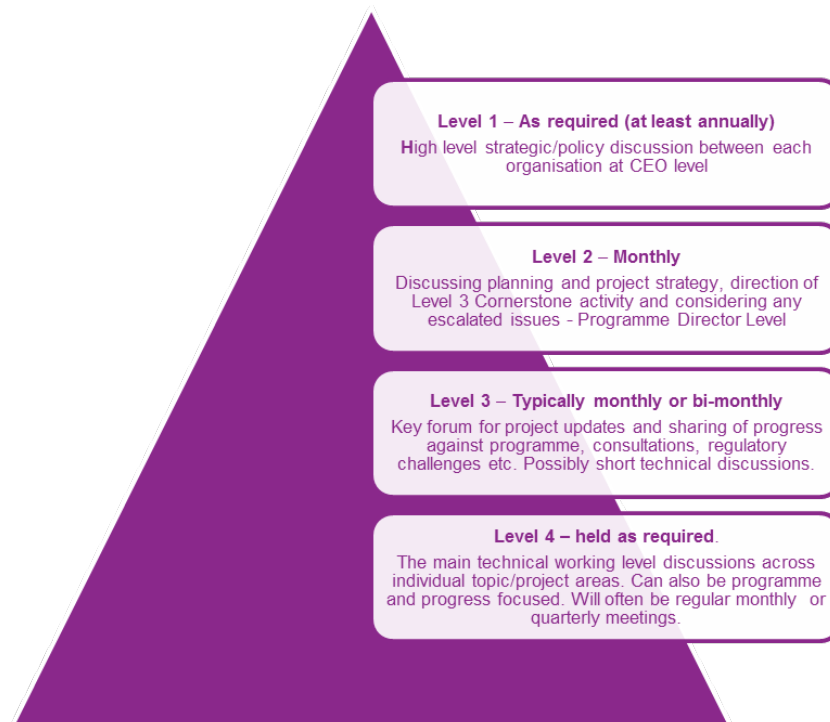 Level 1 – As required (at least annually)
High level strategic/policy discussion between each
organisation at CEO level
Level 2 – Monthly
Discussing planning and project strategy, direction of
Level 3 Cornerstone activity and considering any
escalated issues - Programme Director Level
Level 3 – Typically monthly or bi-monthly
Key forum for project updates and sharing of progress
against programme, consultations, regulatory
challenges etc. Possibly short technical discussions.
Level 4 – held as required.
The main technical working level discussions across
individual topic/project areas. Can also be programme
and progress focused. Will often be regular monthly or
quarterly meetings.